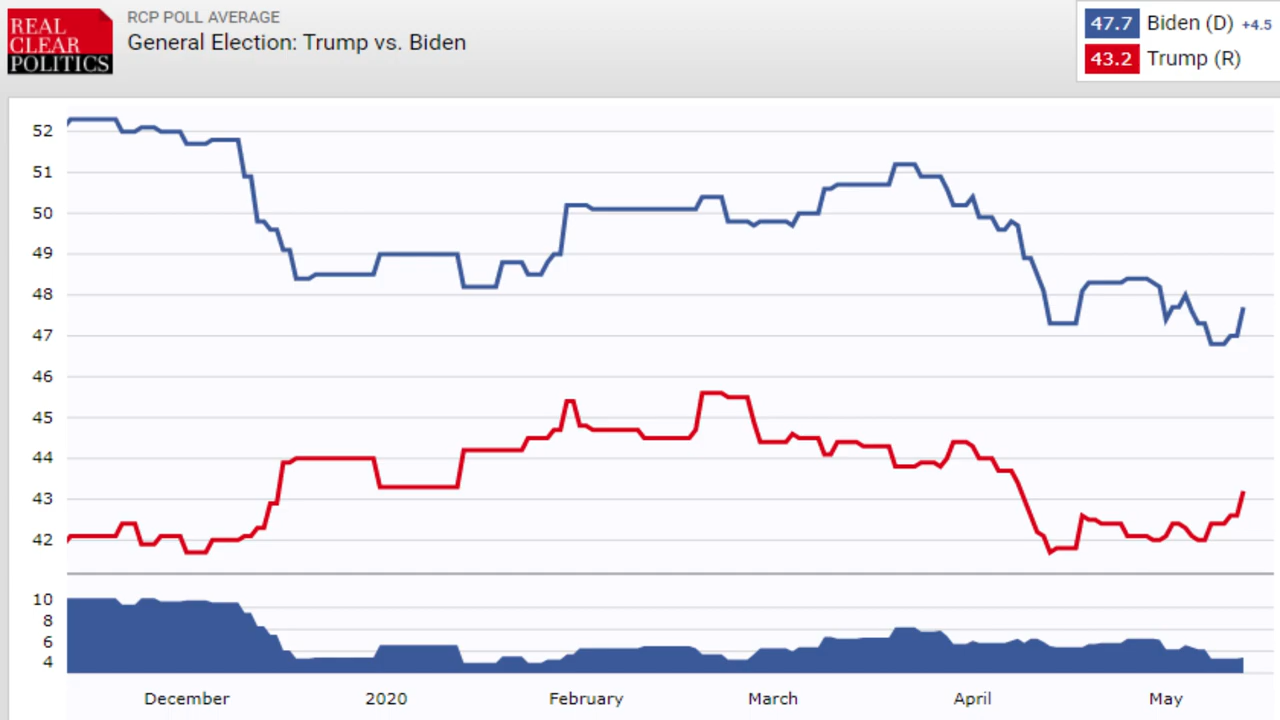 REAL
CLEAR
POLITICS
RCP POLL AVERAGE
General Election: Trump vs. Biden
47.7 Biden (D) +4.5
43.2 Trump (R)
52
51
50
49
48
47
46
45
44
43
42
10
8
6
4
December 2020 February March April May